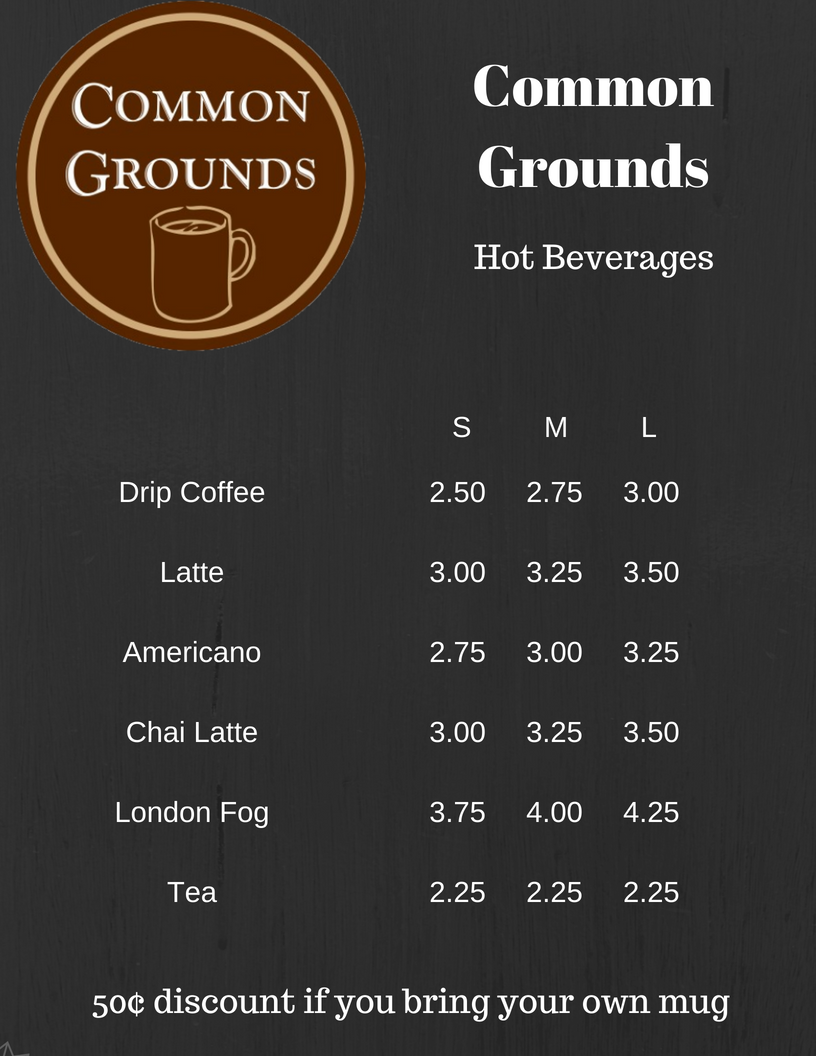 COMMON
GROUNDS
Common
Grounds
Hot Beverages
S M L
Drip Coffee 2.50 2.75 3.00
Latte 3.00 3.25 3.50
Americano 2.75 3.00 3.25
Chai Latte 3.00 3.25 3.50
London Fog 3.75 4.00 4.25
Tea 2.25 2.25 2.25
50¢ discount if you bring your own mug